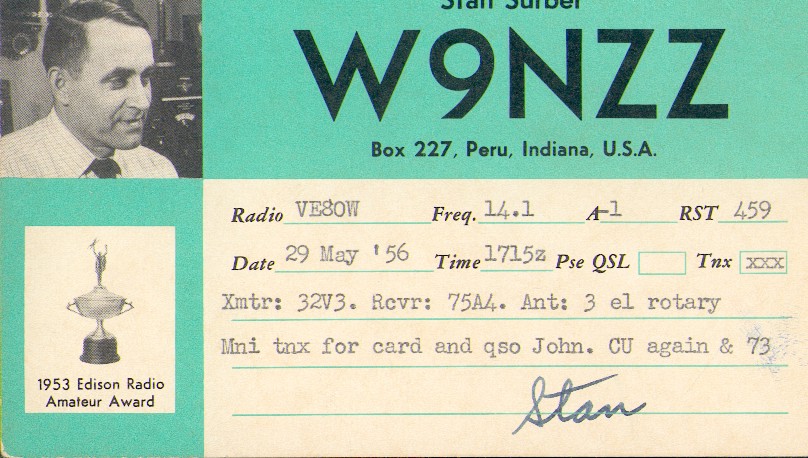 Stan Surber
W9NZZ
Box 227, Peru, Indiana, U.S.A.
Radio VE8OW Freq. 14.1 A-1 RST 459
Date 29 May '56 Time 1715z Pse QSL Tnx xxx
Xmtr: 32V3. Rcvr: 75A4. Ant: 3 el rotary
Mni tnx for card and qso John. CU again & 73
Stan
1953 Edison Radio
Amateur Award